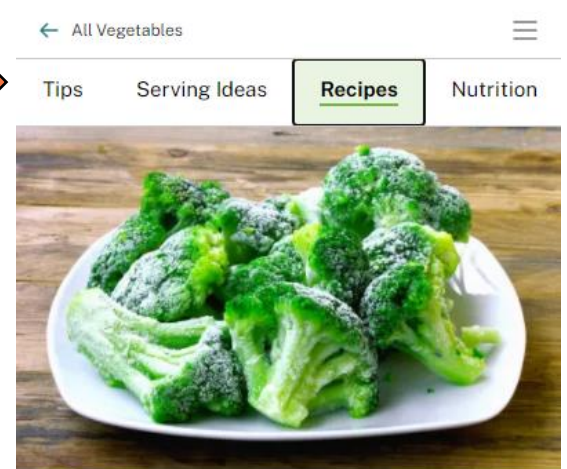 ← All Vegetables
Tips Serving Ideas Recipes Nutrition